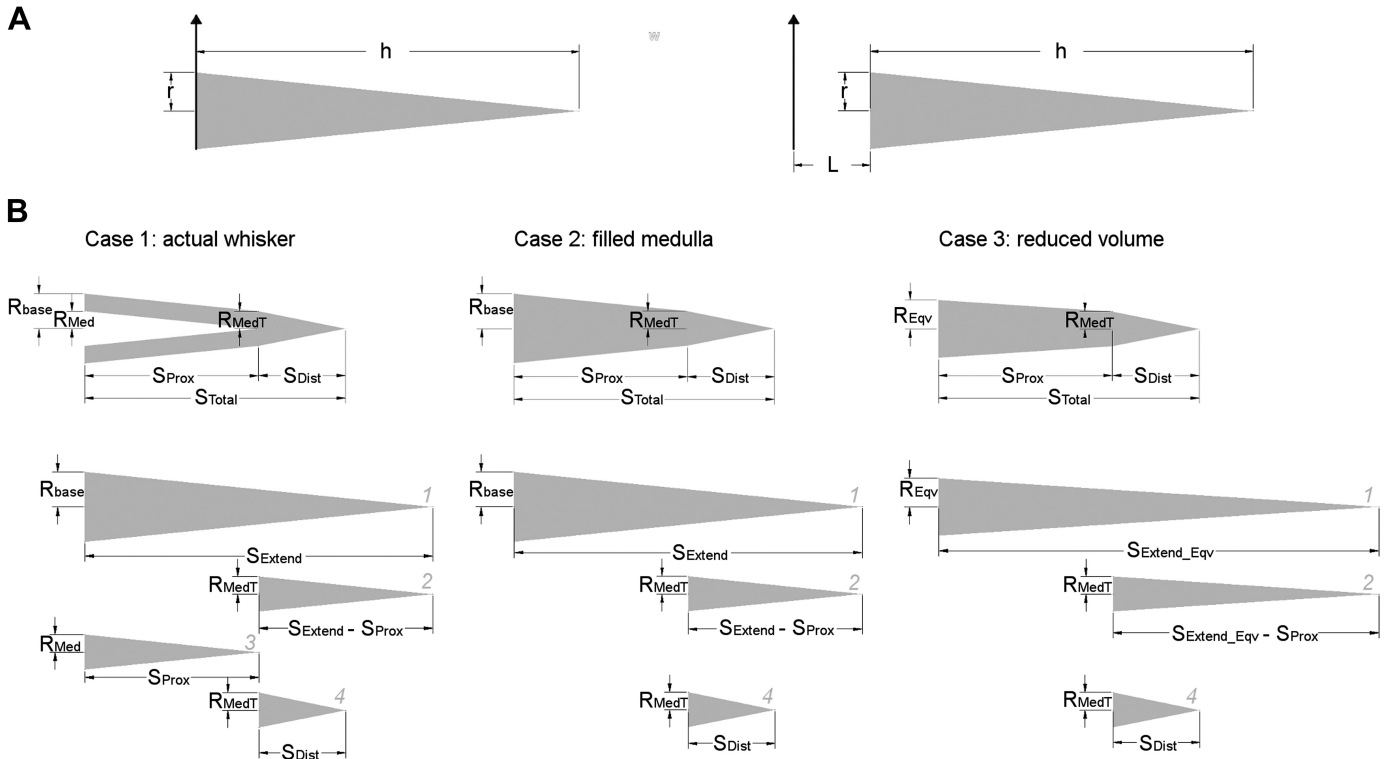 A
h
w
h
r
r
L
B
Case 1: actual whisker
Case 2: filled medulla
Case 3: reduced volume
Rbase
RMed
RMedT
Rbase
RMedT
REqv
RMedT
SProx
SDist
SProx
SDist
SProx
SDist
STotal
STotal
STotal
Rbase
1
Rbase
1
REqv
1
SExtend
SExtend
SExtend_Eqv
RMedT
2
RMedT
2
RMedT
2
SExtend - SProx
SExtend - SProx
SExtend_Eqv - SProx
RMed
3
SProx
RMedT
4
RMedT
4
RMedT
4
SDist
SDist
SDist